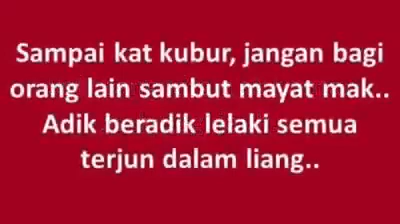 Sampai kat kubur, jangan bagi
orang lain sambut mayat mak..
Adik beradik lelaki semua
terjun dalam liang..